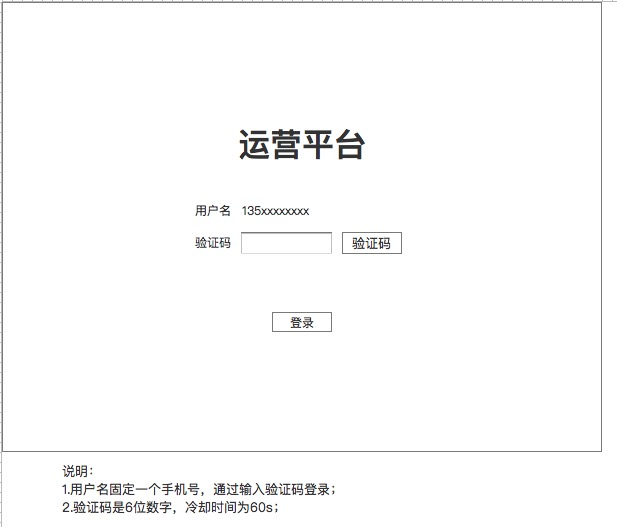 运营平台
用户名 135xxxxxxxx
验证码 验证码
登录
说明：
1.用户名固定一个手机号，通过输入验证码登录；
2.验证码是6位数字，冷却时间为60s；